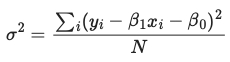 σ² = ∑ᵢ(yᵢ − β₁xᵢ − β₀)² / N